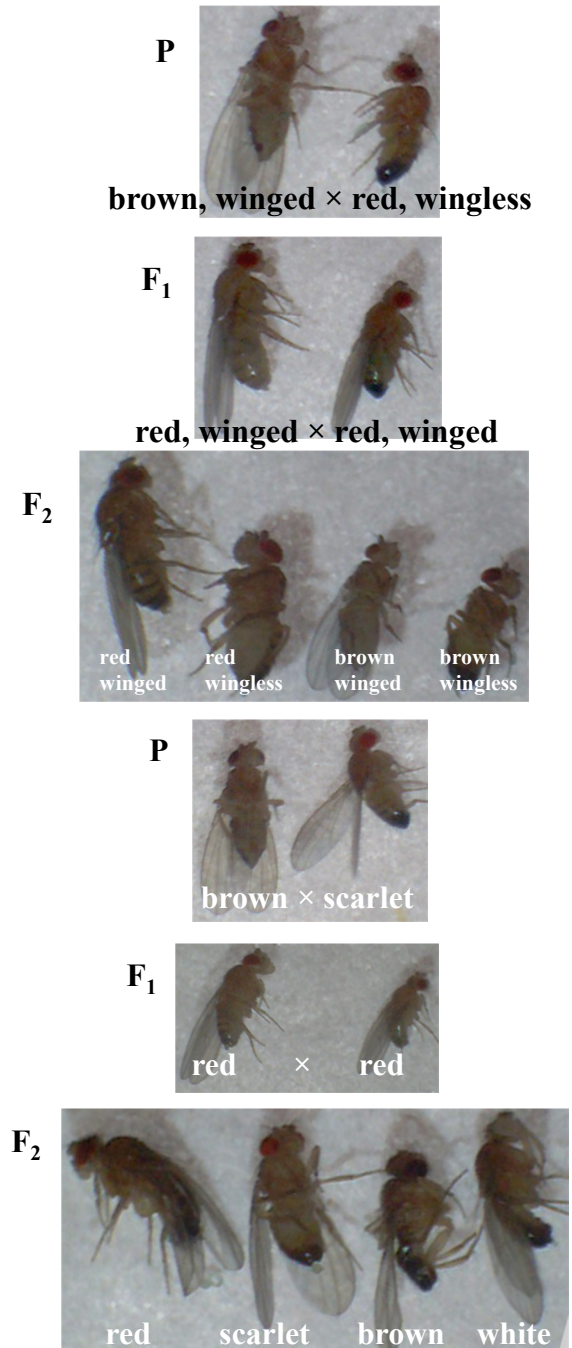 P
brown, winged × red, wingless
F₁
red, winged × red, winged
F₂
red winged
red wingless
brown winged
brown wingless
P
brown × scarlet
F₁
red × red
F₂
red scarlet brown white